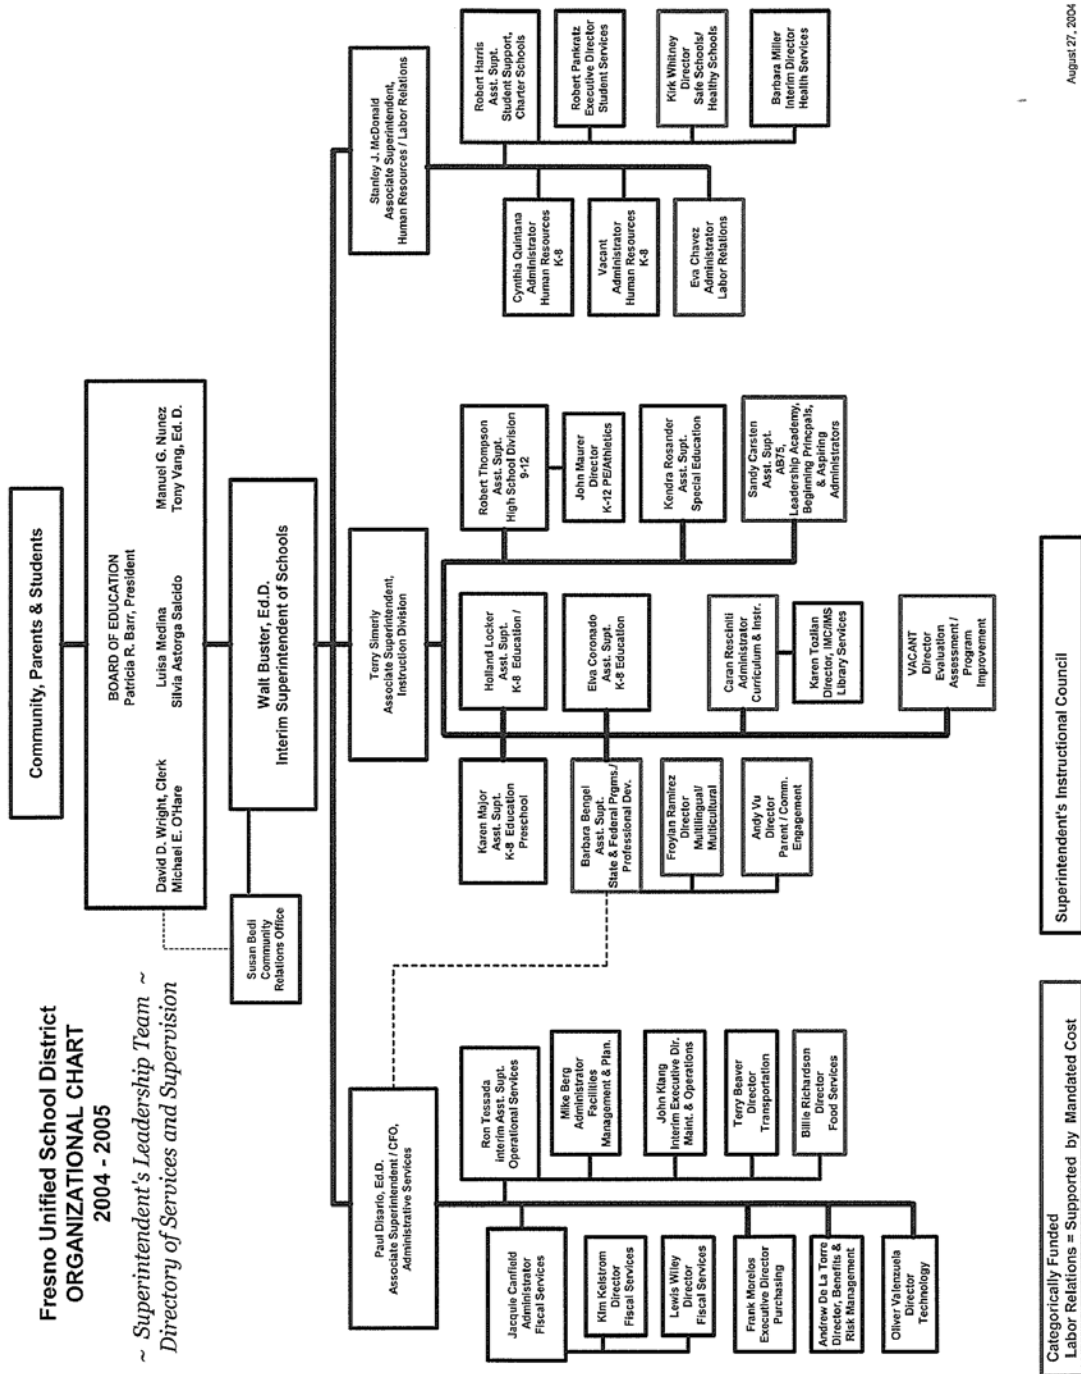 Fresno Unified School District
ORGANIZATIONAL CHART
2004 - 2005
~ Superintendent's Leadership Team ~
Directory of Services and Supervision
Community, Parents & Students
BOARD OF EDUCATION
Patricia R. Barr, President
David D. Wright, Clerk
Michael E. O'Hare
Luisa Medina
Silvia Astorga Salcido
Manuel G. Nunez
Tony Vang, Ed. D.
Susan Bedi
Community
Relations Office
Walt Buster, Ed.D.
Interim Superintendent of Schools
Paul Disario, Ed.D.
Associate Superintendent / CFO,
Administrative Services
Terry Simerly
Associate Superintendent,
Instruction Division
Stanley J. McDonald
Associate Superintendent,
Human Resources / Labor Relations
Jacquie Canfield
Administrator
Fiscal Services
Kim Kelstrom
Director
Fiscal Services
Lewis Wiley
Director
Fiscal Services
Frank Morelos
Executive Director
Purchasing
Andrew De La Torre
Director, Benefits &
Risk Management
Oliver Valenzuela
Director
Technology
Ron Tessada
interim Asst. Supt.
Operational Services
Mike Berg
Administrator
Facilities
Management & Plan.
John Ktang
Interim Executive Dir.
Maint. & Operations
Terry Beaver
Director
Transportation
Billie Richardson
Director
Food Services
Karen Major
Asst. Supt.
K-8 Education
Preschool
Barbara Bengel
Asst. Supt.
State & Federal Prgms./
Professional Dev.
Froylan Ramirez
Director
Multilingual/
Multicultural
Andy Vu
Director
Parent / Comm.
Engagement
Holland Locker
Asst. Supt.
K-8 Education /
Elva Coronado
Asst. Supt.
K-8 Education
Caran Resciniti
Administrator
Curriculum & Instr.
Karen Tozlian
Director, IMC/IMS
Library Services
VACANT
Director
Evaluation
Assessment /
Program
Improvement
Robert Thompson
Asst. Supt.
High School Division
9-12
John Maurer
Director
K-12 PE/Athletics
Kendra Rosander
Asst. Supt.
Special Education
Sandy Carsten
Asst. Supt.
AB75,
Leadership Academy,
Beginning Princpals,
& Aspiring
Administrators
Cynthia Quintana
Administrator
Human Resources
K-8
Vacant
Administrator
Human Resources
K-8
Eva Chavez
Administrator
Labor Relations
Robert Harris
Asst. Supt.
Student Support,
Charter Schools
Robert Pankratz
Executive Director
Student Services
Kirk Whitney
Director
Safe Schools/
Healthy Schools
Barbara Miller
Interim Director
Health Services
Categorically Funded
Labor Relations = Supported by Mandated Cost
Superintendent's Instructional Council
August 27, 2004